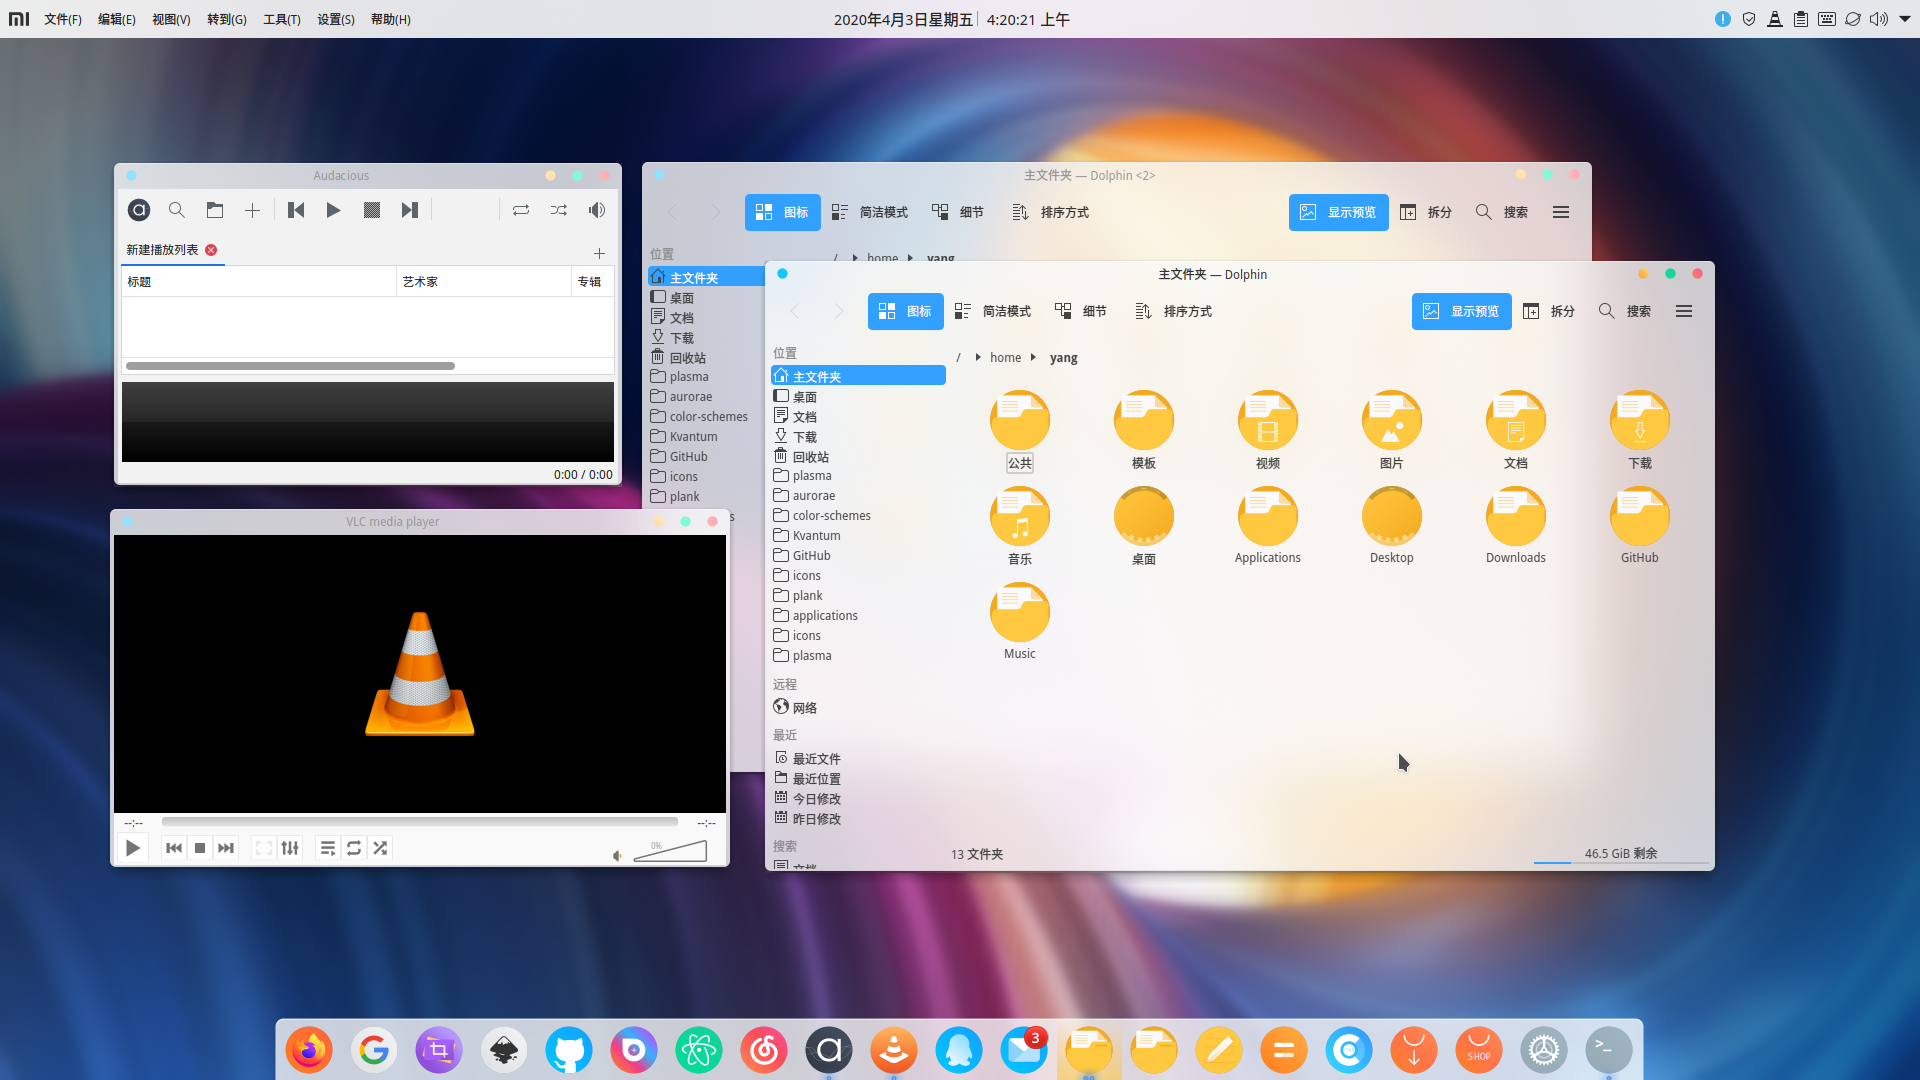 文件(F) 编辑(E) 视图(V) 转到(G) 工具(T) 设置(S) 帮助(H)
2020年4月3日星期五 4:20:21 上午
Audacious
新建播放列表
标题 艺术家 专辑
0:00 / 0:00
VLC media player
--:-- --:--
0%
主文件夹 — Dolphin <2>
图标 简洁模式 细节 排序方式 显示预览 拆分 搜索
位置
/ home yang
主文件夹
桌面
文档
下载
回收站
plasma
aurorae
color-schemes
Kvantum
GitHub
icons
plank
s
主文件夹 — Dolphin
图标 简洁模式 细节 排序方式 显示预览 拆分 搜索
/ home yang
位置
主文件夹
桌面
文档
下载
回收站
plasma
aurorae
color-schemes
Kvantum
GitHub
icons
plank
applications
icons
plasma
远程
网络
最近
最近文件
最近位置
今日修改
昨日修改
搜索
文档
公共 模板 视频 图片 文档 下载
音乐 桌面 Applications Desktop Downloads GitHub
Music
13 文件夹
46.5 GiB 剩余
3
SHOP
>_